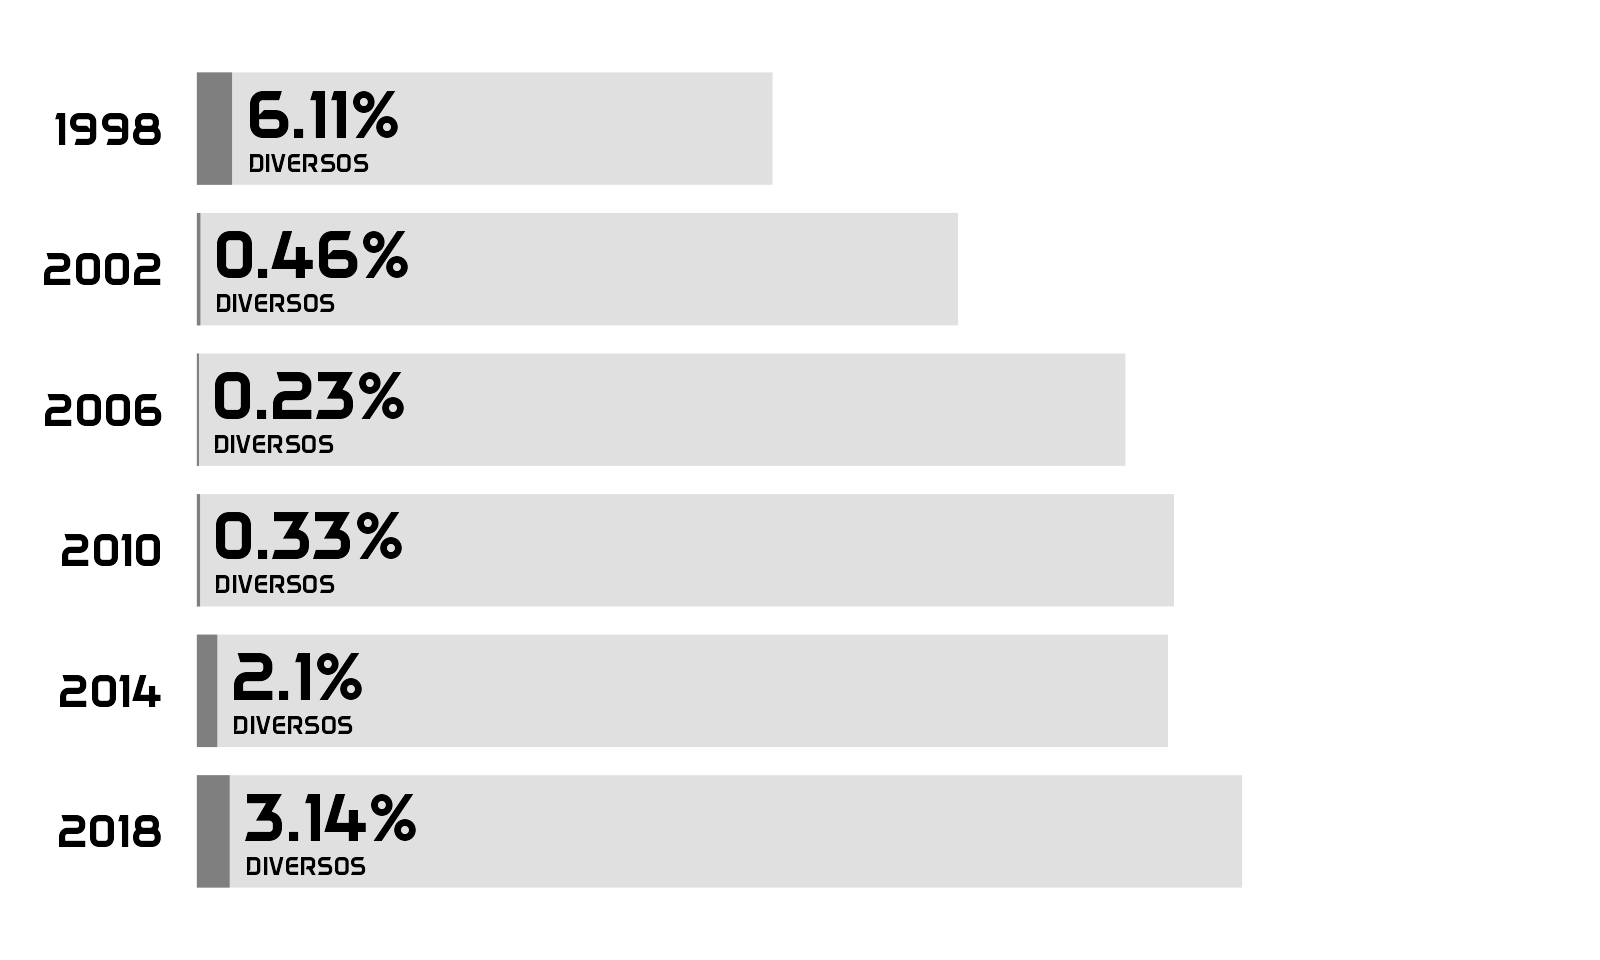 1998
6.11%
DIVERSOS
2002
0.46%
DIVERSOS
2006
0.23%
DIVERSOS
2010
0.33%
DIVERSOS
2014
2.1%
DIVERSOS
2018
3.14%
DIVERSOS